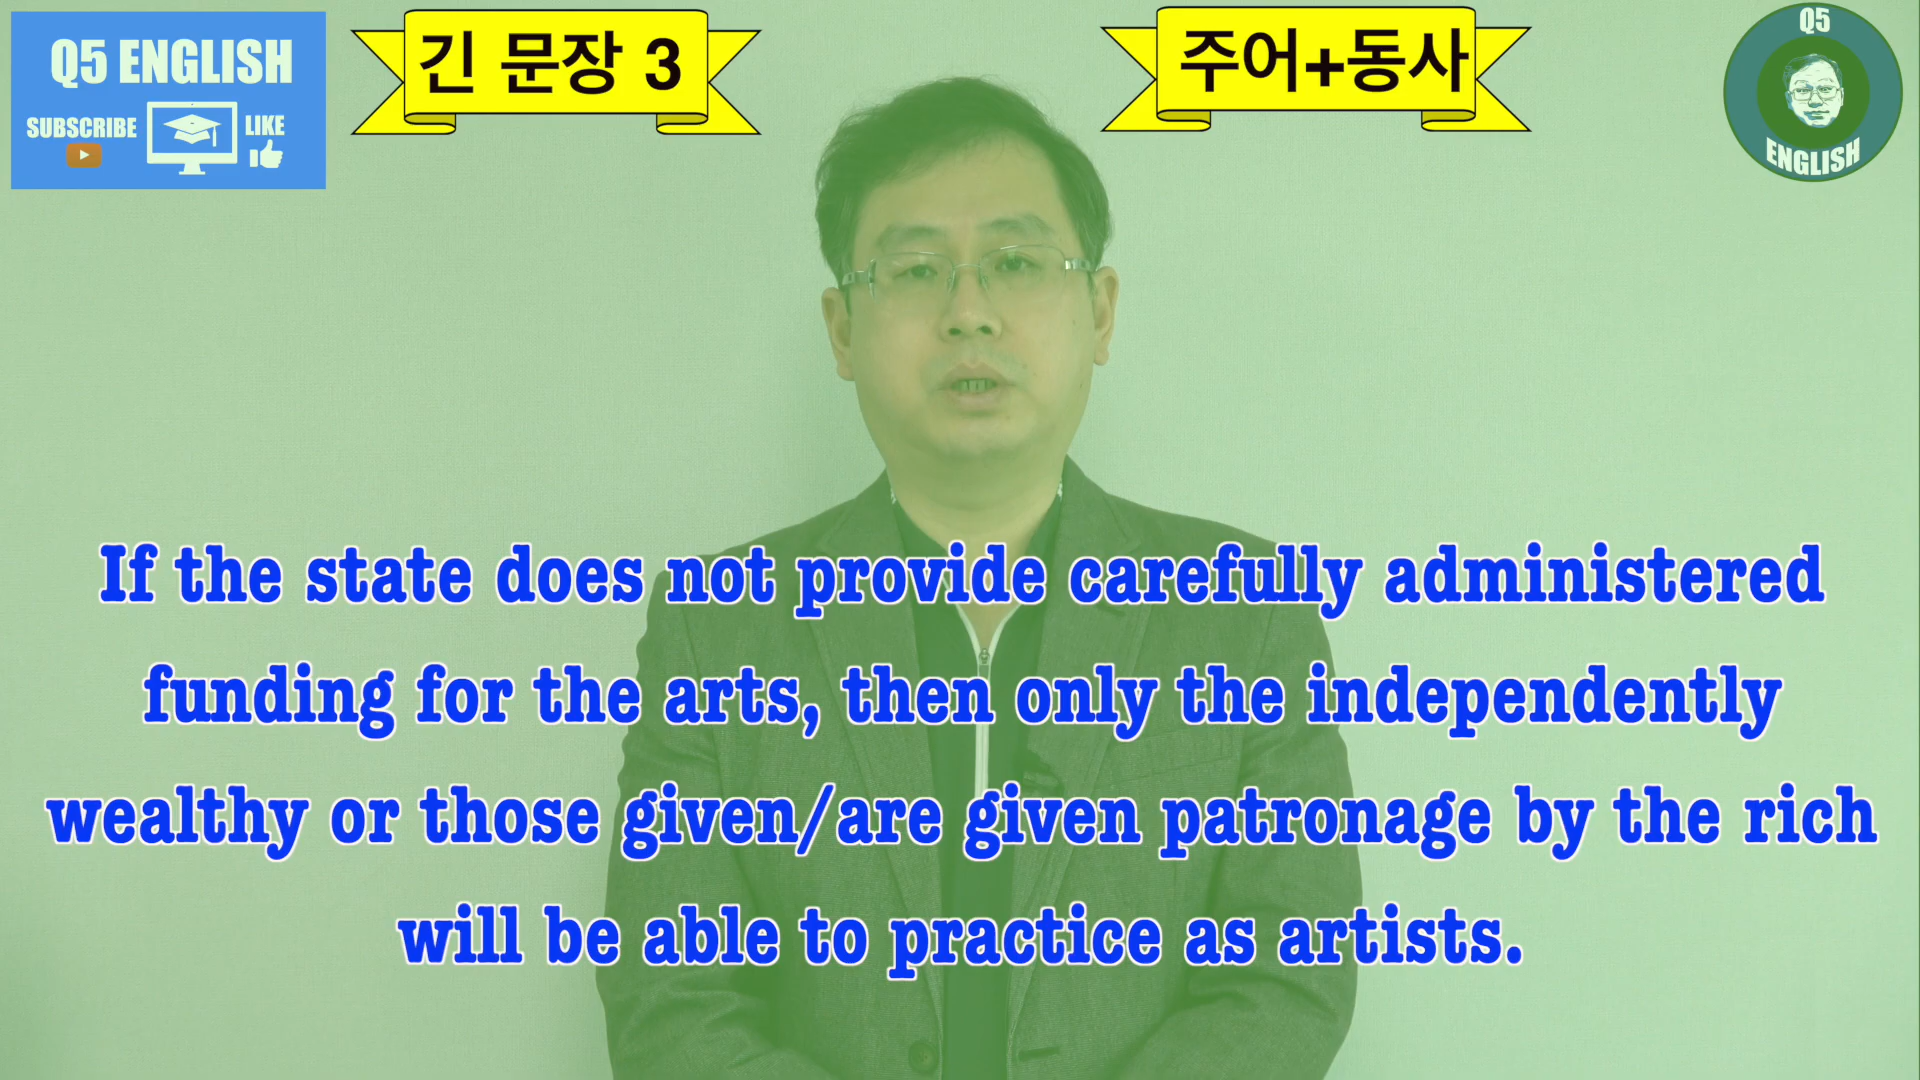 Q5 ENGLISH
SUBSCRIBE
LIKE
긴 문장 3
주어+동사
Q5
ENGLISH
If the state does not provide carefully administered
funding for the arts, then only the independently
wealthy or those given/are given patronage by the rich
will be able to practice as artists.